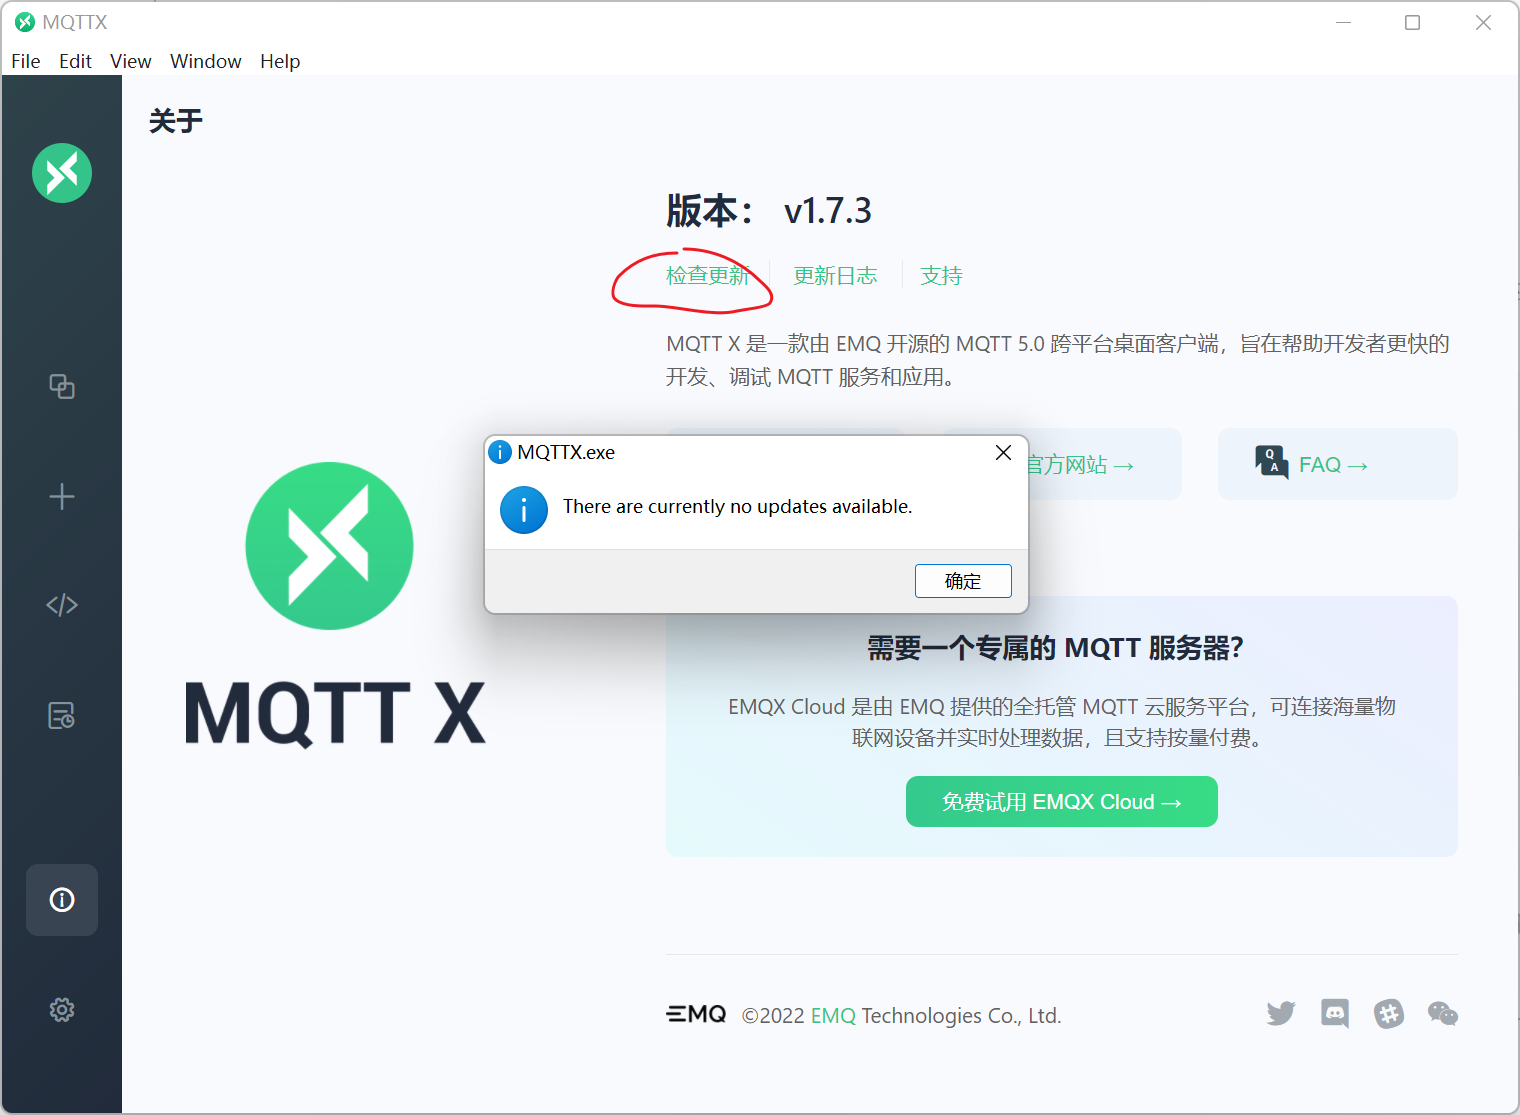 MQTTX
File Edit View Window Help
关于
版本： v1.7.3
检查更新 更新日志 支持
MQTT X 是一款由 EMQ 开源的 MQTT 5.0 跨平台桌面客户端，旨在帮助开发者更快的
开发、调试 MQTT 服务和应用。
MQTTX.exe
There are currently no updates available.
确定
官方网站 →
Q
A
FAQ →
MQTT X
需要一个专属的 MQTT 服务器?
EMQX Cloud 是由 EMQ 提供的全托管 MQTT 云服务平台，可连接海量物
联网设备并实时处理数据，且支持按量付费。
免费试用 EMQX Cloud →
EMQ ©2022 EMQ Technologies Co., Ltd.